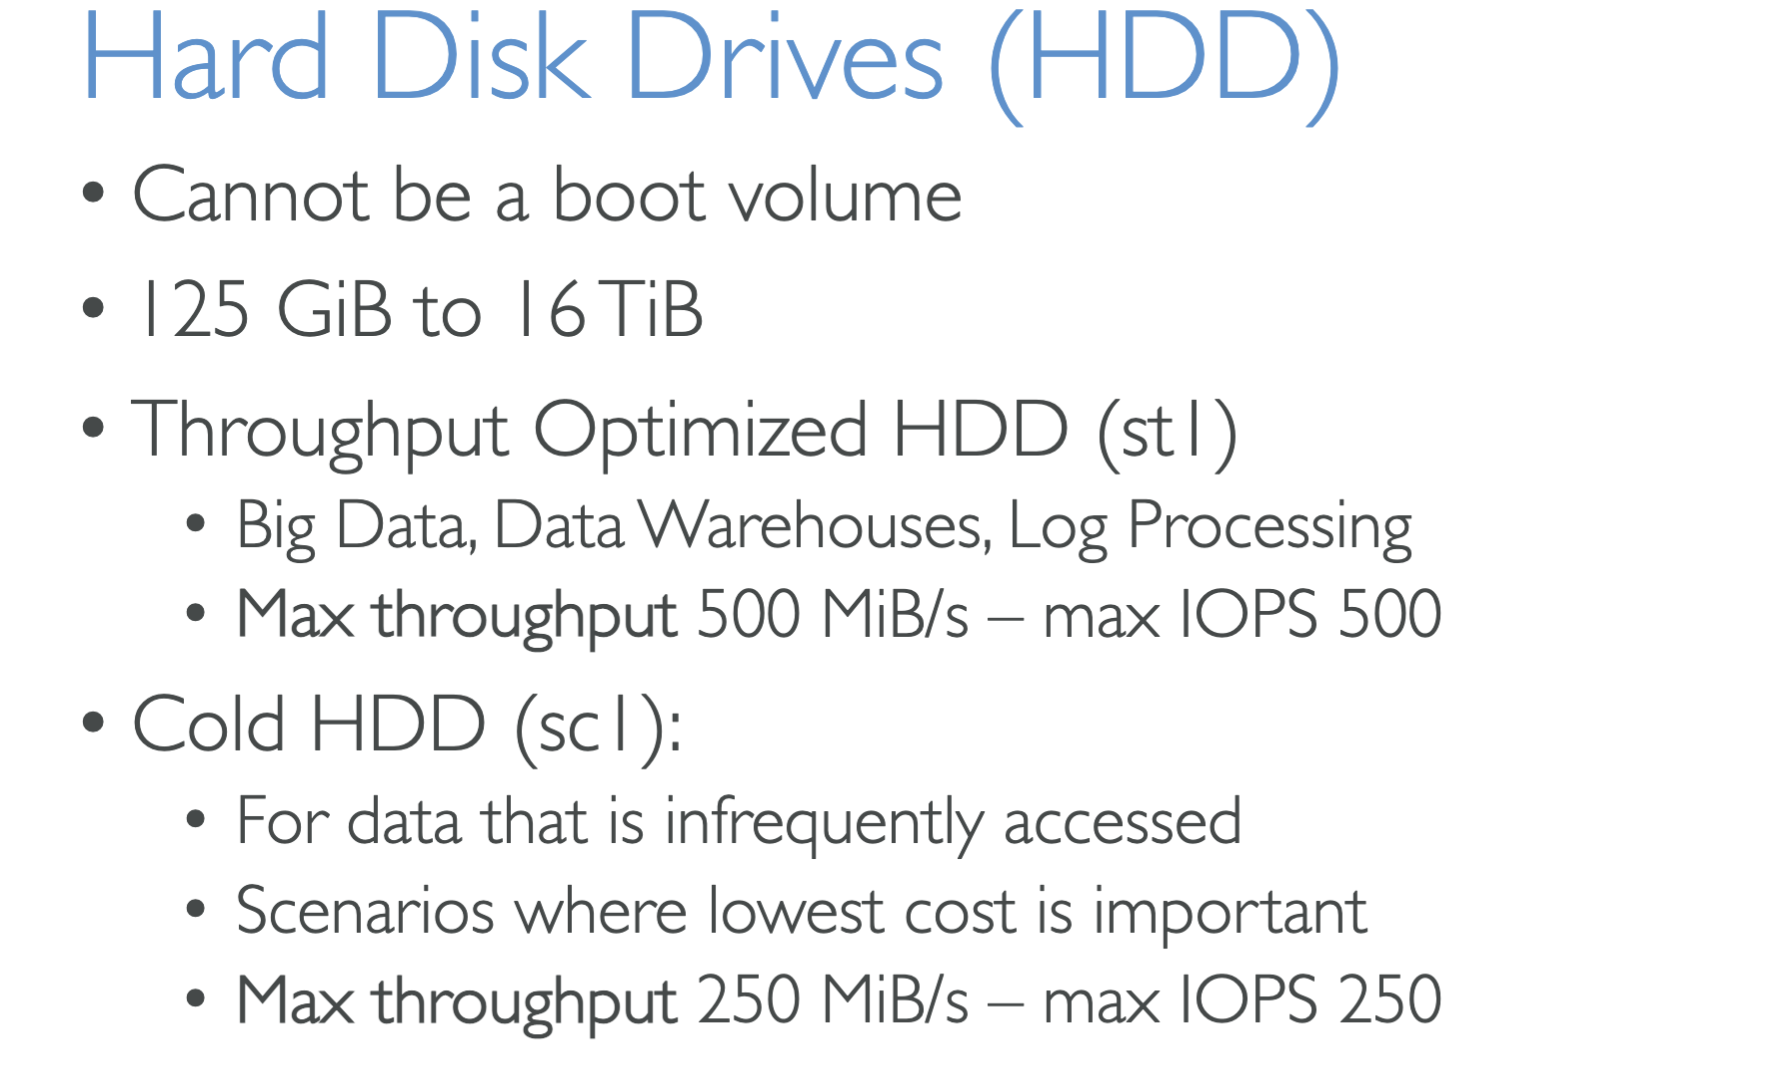 Hard Disk Drives (HDD)
• Cannot be a boot volume
• 125 GiB to 16 TiB
• Throughput Optimized HDD (st1)
• Big Data, Data Warehouses, Log Processing
• Max throughput 500 MiB/s – max IOPS 500
• Cold HDD (sc1):
• For data that is infrequently accessed
• Scenarios where lowest cost is important
• Max throughput 250 MiB/s – max IOPS 250